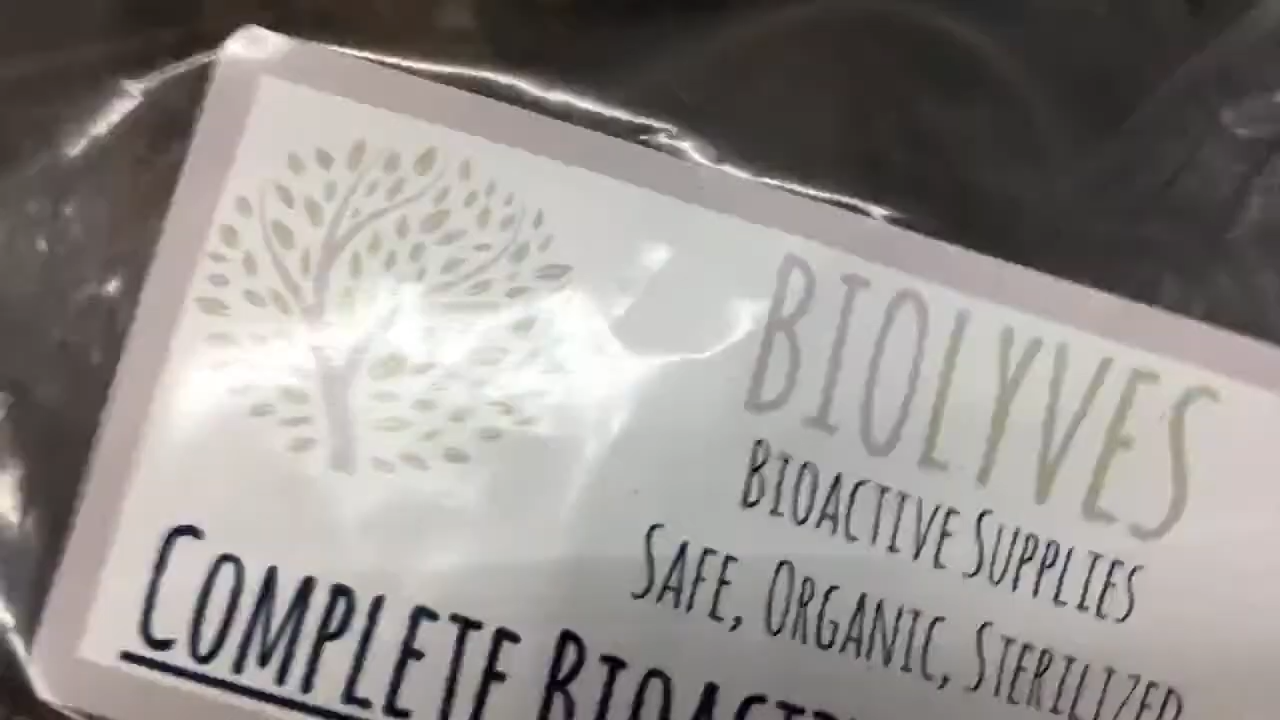 BIOLYVES
BIOACTIVE SUPPLIES
SAFE, ORGANIC, STERILIZED
COMPLETE